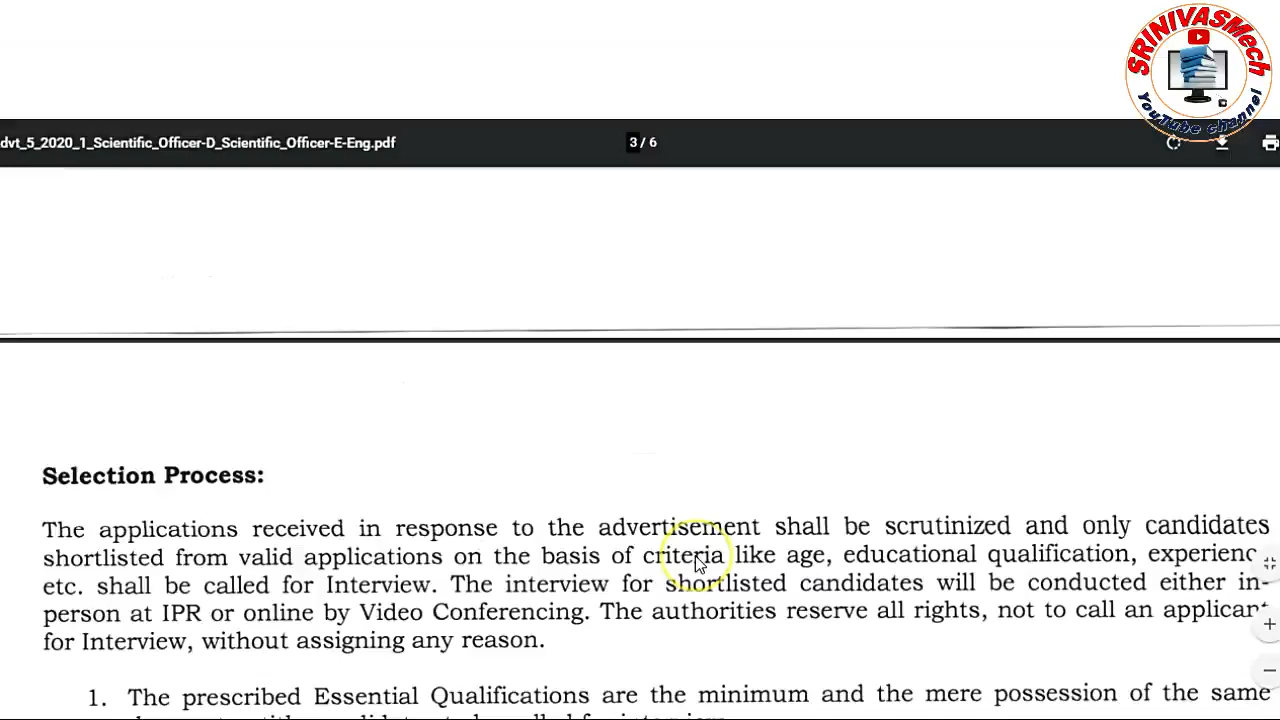 SRINIVASMech
YouTube channel
dvt_5_2020_1_Scientific_Officer-D_Scientific_Officer-E-Eng.pdf
3 / 6
Selection Process:
The applications received in response to the advertisement shall be scrutinized and only candidates
shortlisted from valid applications on the basis of criteria like age, educational qualification, experienc
etc. shall be called for Interview. The interview for shortlisted candidates will be conducted either in-
person at IPR or online by Video Conferencing. The authorities reserve all rights, not to call an applicant
for Interview, without assigning any reason.
1. The prescribed Essential Qualifications are the minimum and the mere possession of the same